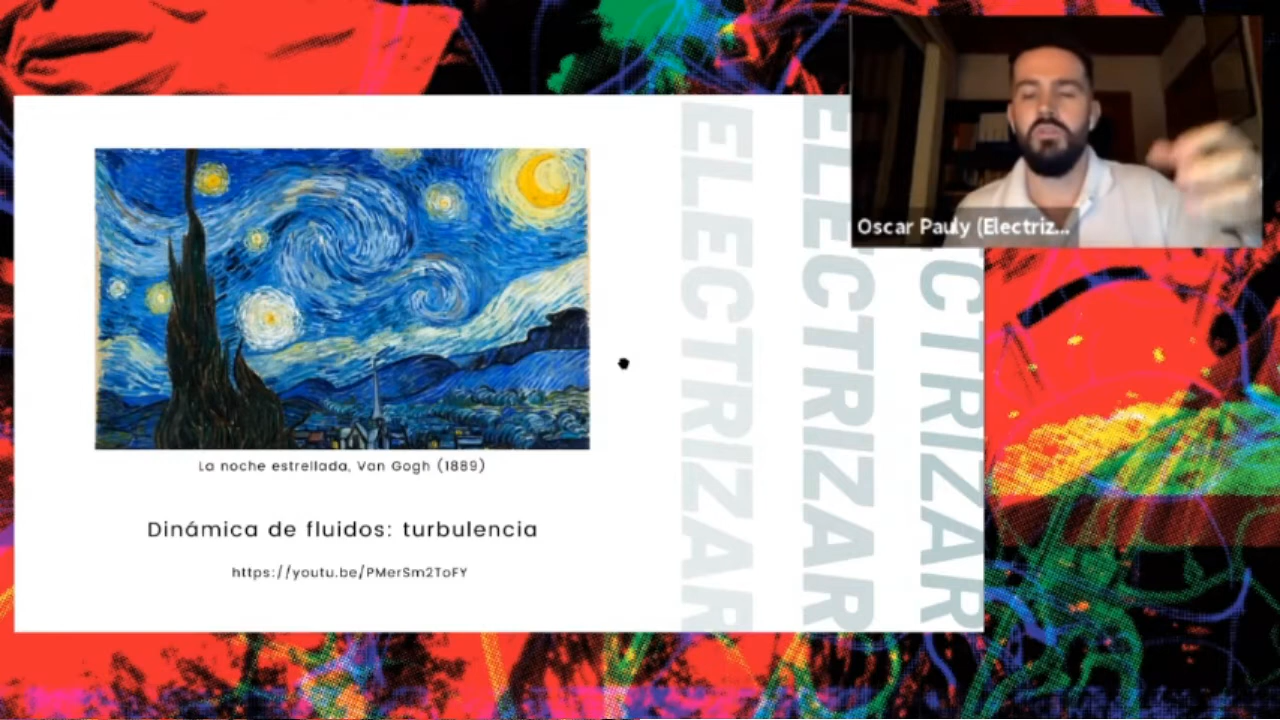 ELECTRIZAR
ELECTRIZAR
CTRIZAR
Oscar Pauly (Electriz...
La noche estrellada, Van Gogh (1889)
Dinámica de fluidos: turbulencia
https://youtu.be/PMerSm2ToFY